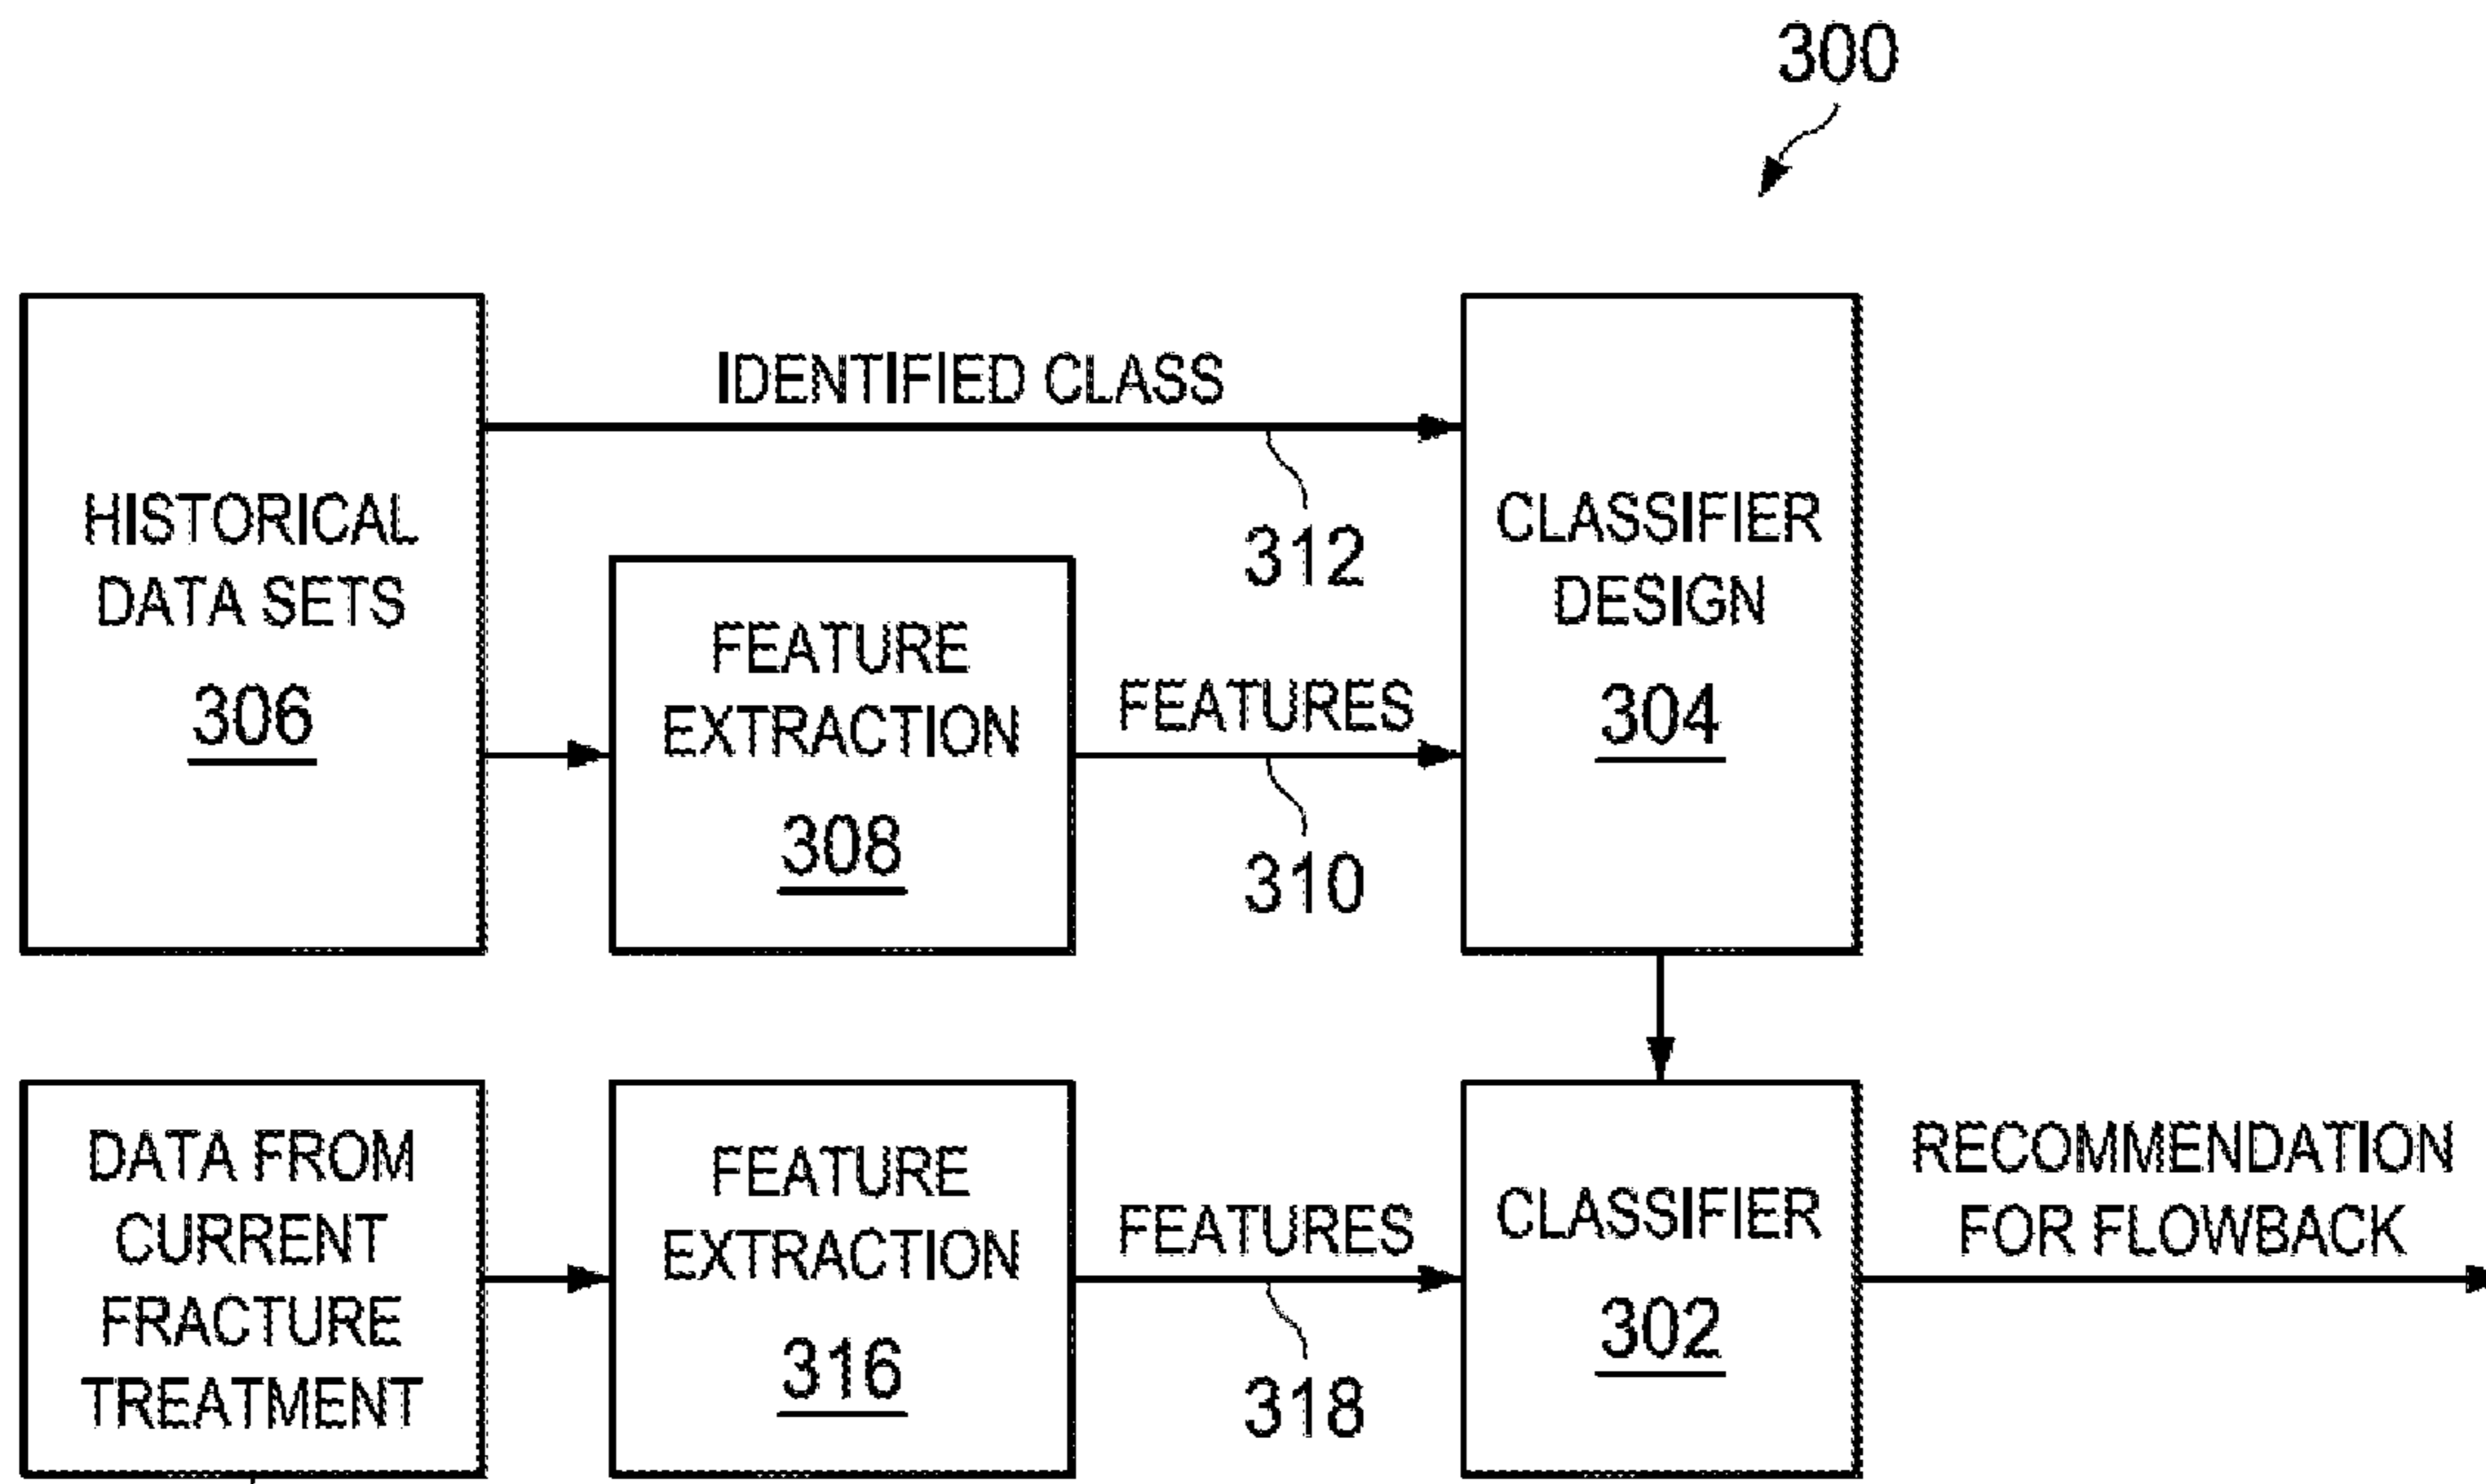 300
IDENTIFIED CLASS
312
HISTORICAL
DATA SETS
306
FEATURE
EXTRACTION
308
FEATURES
310
CLASSIFIER
DESIGN
304
DATA FROM
CURRENT
FRACTURE
TREATMENT
FEATURE
EXTRACTION
316
FEATURES
318
CLASSIFIER
302
RECOMMENDATION
FOR FLOWBACK